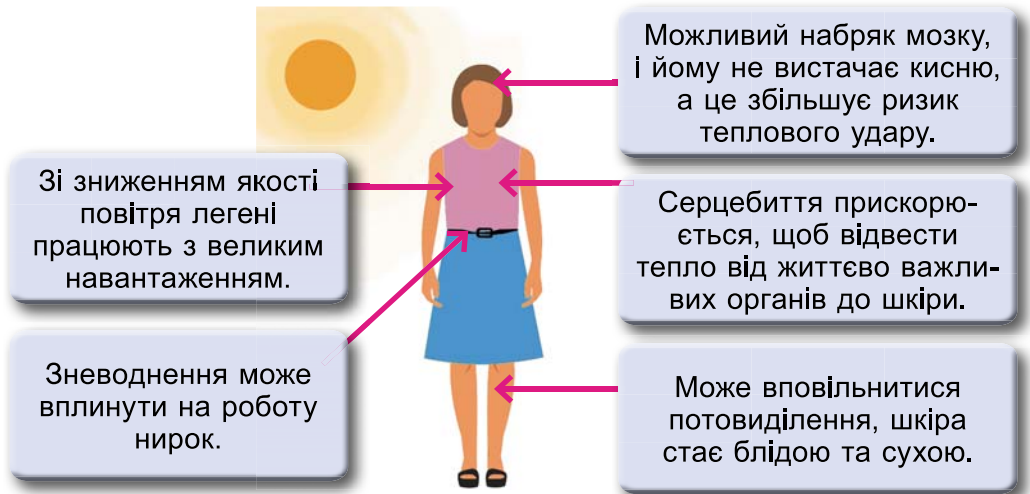 Можливий набряк мозку,
і йому не вистачає кисню,
а це збільшує ризик
теплового удару.
Зі зниженням якості
повітря легені
працюють з великим
навантаженням.
Серцебиття прискорю-
ється, щоб відвести
тепло від життєво важли-
вих органів до шкіри.
Зневоднення може
вплинути на роботу
нирок.
Може вповільнитися
потовиділення, шкіра
стає блідою та сухою.